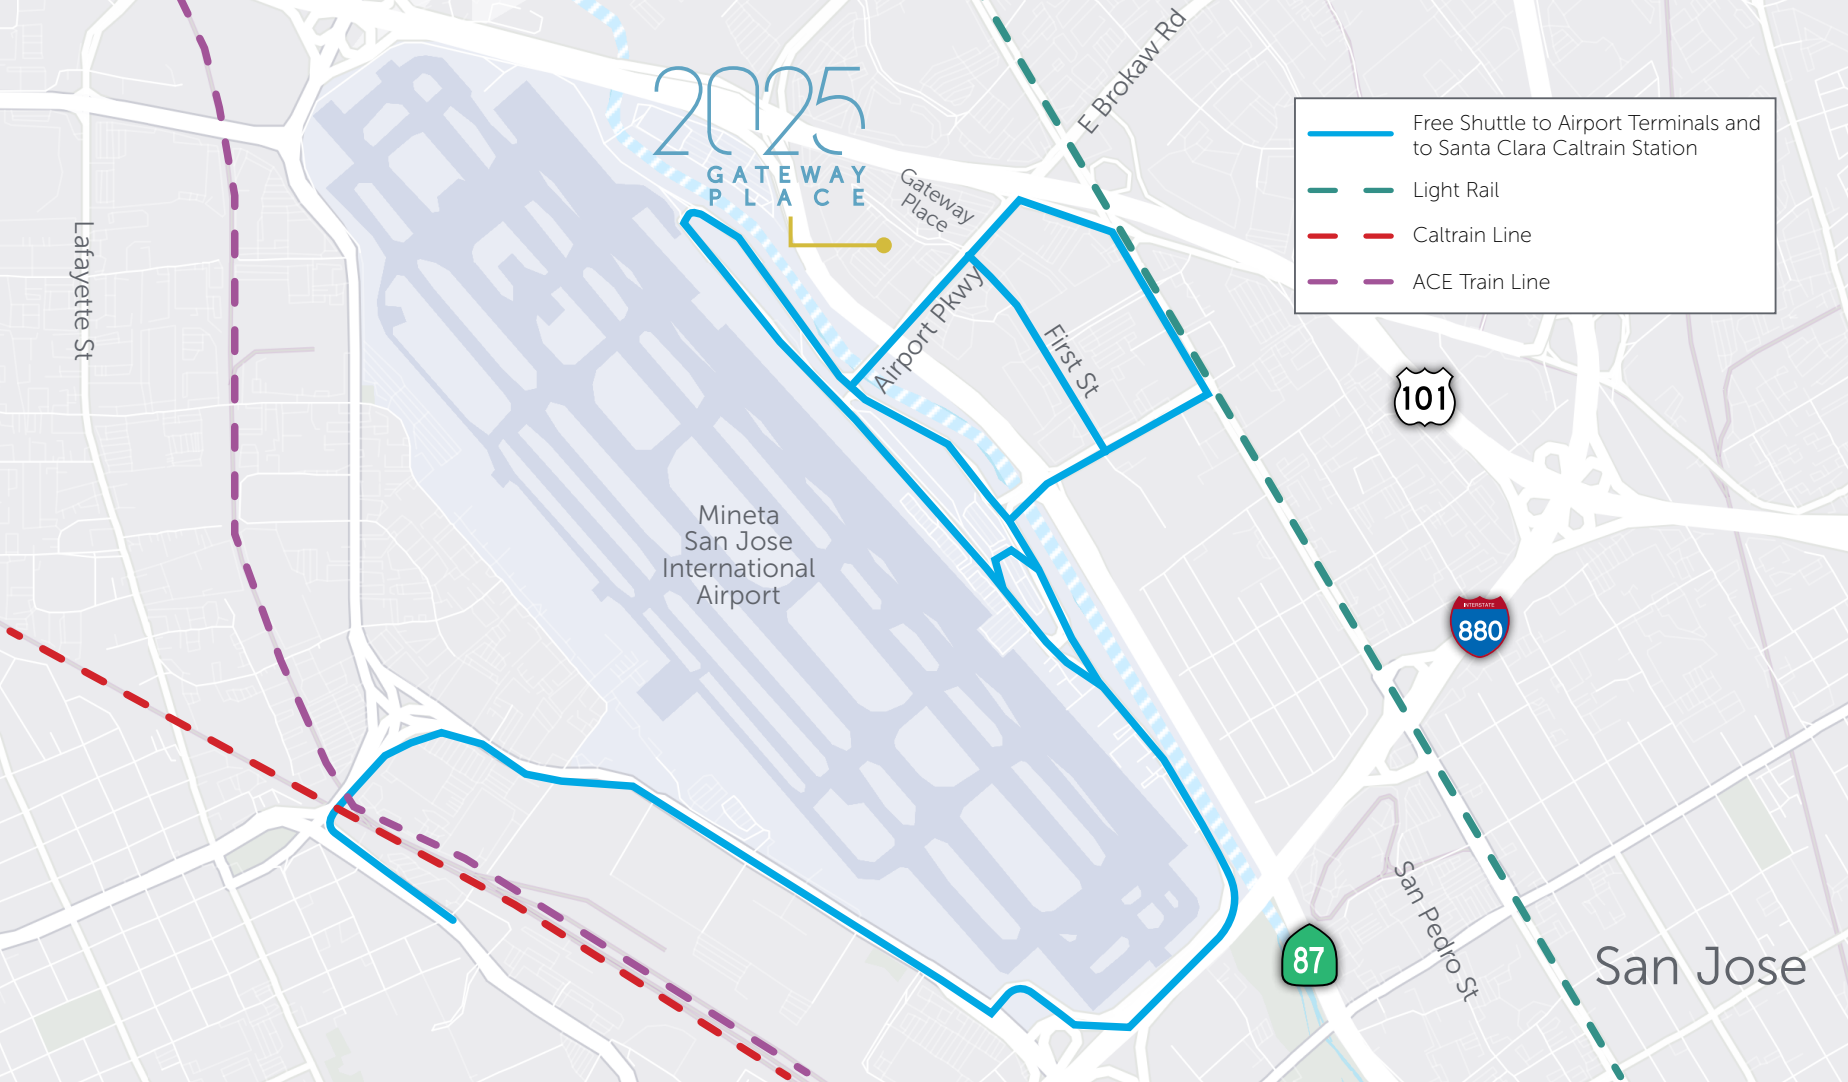 2025
GATEWAY
PLACE
Gateway
Place
E Brokaw Rd
Free Shuttle to Airport Terminals and
to Santa Clara Caltrain Station
Light Rail
Caltrain Line
ACE Train Line
Lafayette St
Airport Pkwy
First St
101
Mineta
San Jose
International
Airport
INTERSTATE
880
San Pedro St
87
San Jose